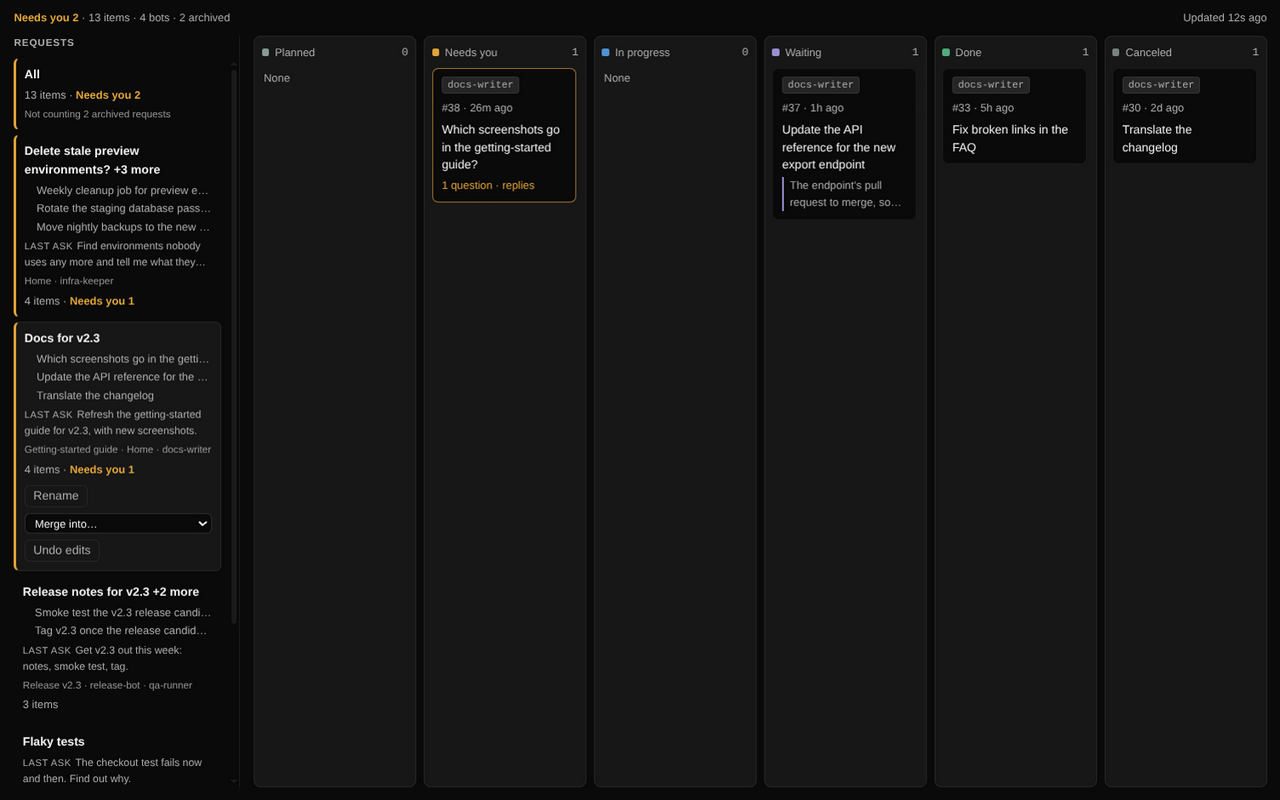 Needs you 2 · 13 items · 4 bots · 2 archived
Updated 12s ago
REQUESTS
All
13 items · Needs you 2
Not counting 2 archived requests
Delete stale preview
environments? +3 more
Weekly cleanup job for preview e…
Rotate the staging database pass…
Move nightly backups to the new …
LAST ASK Find environments nobody
uses any more and tell me what they…
Home · infra-keeper
4 items · Needs you 1
Docs for v2.3
Which screenshots go in the getti…
Update the API reference for the …
Translate the changelog
LAST ASK Refresh the getting-started
guide for v2.3, with new screenshots.
Getting-started guide · Home · docs-writer
4 items · Needs you 1
Rename
Merge into…
Undo edits
Release notes for v2.3 +2 more
Smoke test the v2.3 release candi…
Tag v2.3 once the release candid…
LAST ASK Get v2.3 out this week:
notes, smoke test, tag.
Release v2.3 · release-bot · qa-runner
3 items
Flaky tests
LAST ASK The checkout test fails now
and then. Find out why.
Planned 0
None
Needs you 1
docs-writer
#38 · 26m ago
Which screenshots go
in the getting-started
guide?
1 question · replies
In progress 0
None
Waiting 1
docs-writer
#37 · 1h ago
Update the API
reference for the new
export endpoint
The endpoint's pull
request to merge, so…
Done 1
docs-writer
#33 · 5h ago
Fix broken links in the
FAQ
Canceled 1
docs-writer
#30 · 2d ago
Translate the
changelog